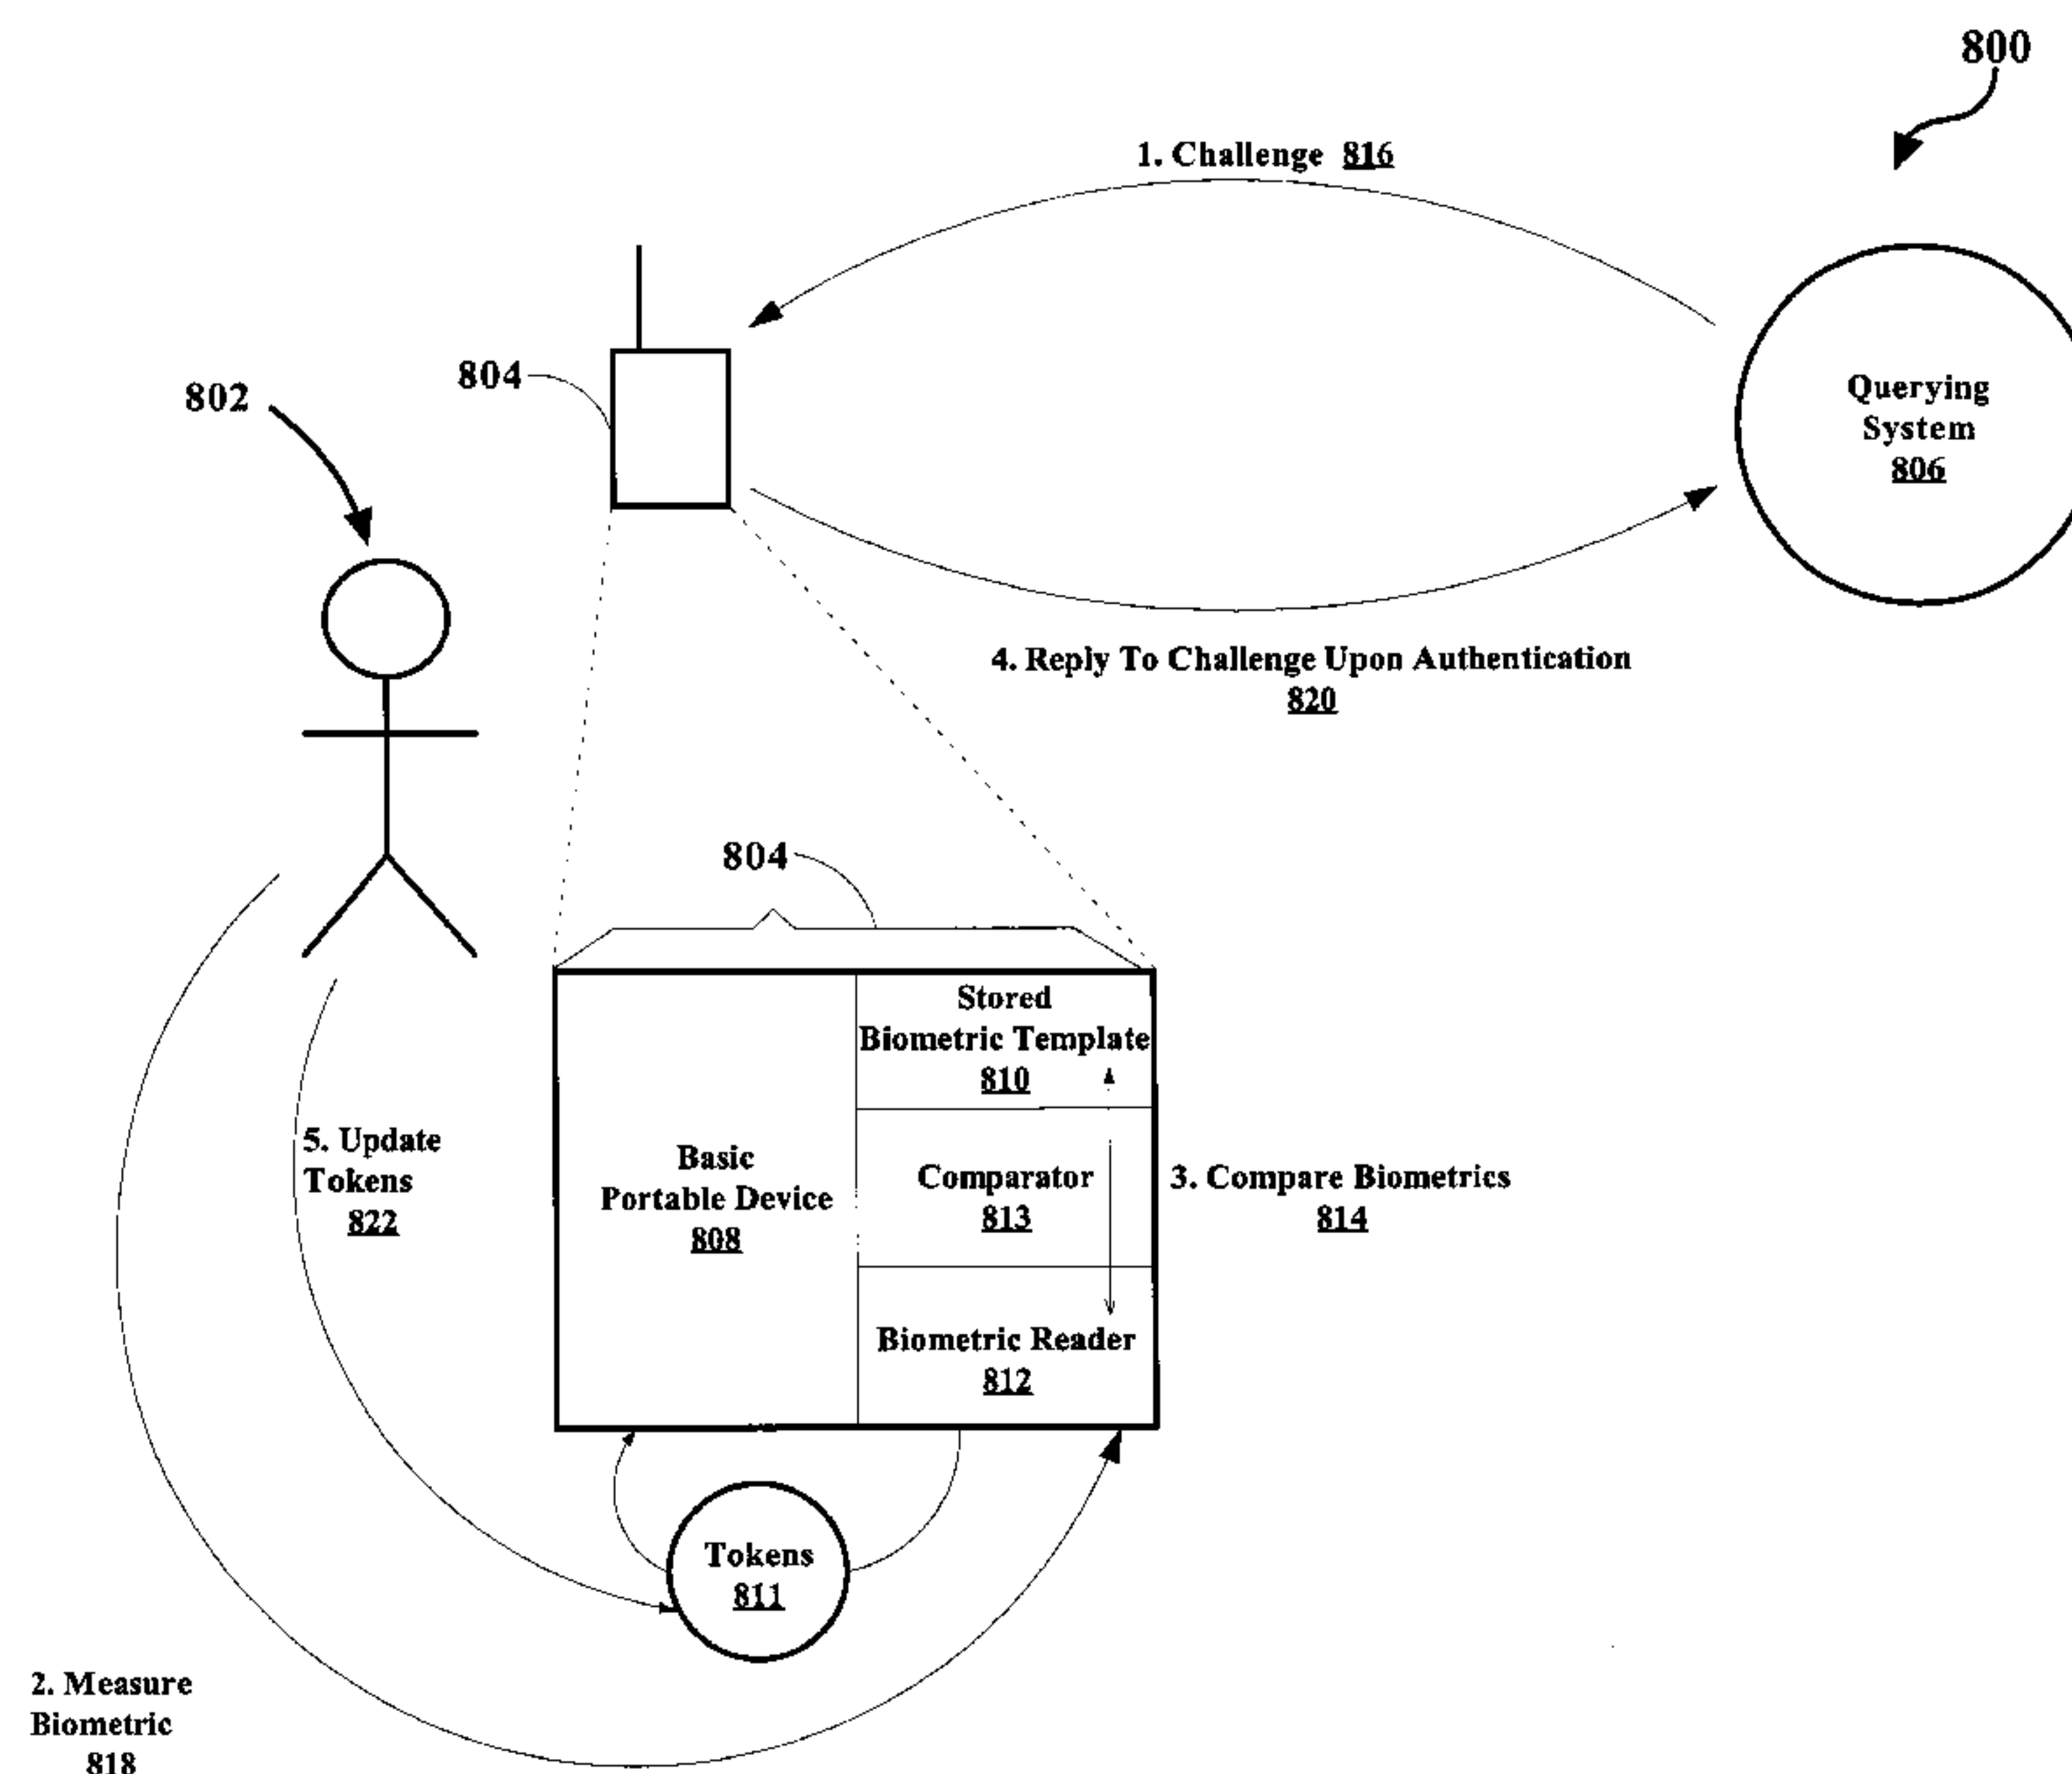 800
1. Challenge 816
804
802
Querying
System
806
4. Reply To Challenge Upon Authentication
820
804
Stored
Biometric Template
810
5. Update
Tokens
822
Basic
Portable Device
808
Comparator
813
3. Compare Biometrics
814
Biometric Reader
812
Tokens
811
2. Measure
Biometric
818